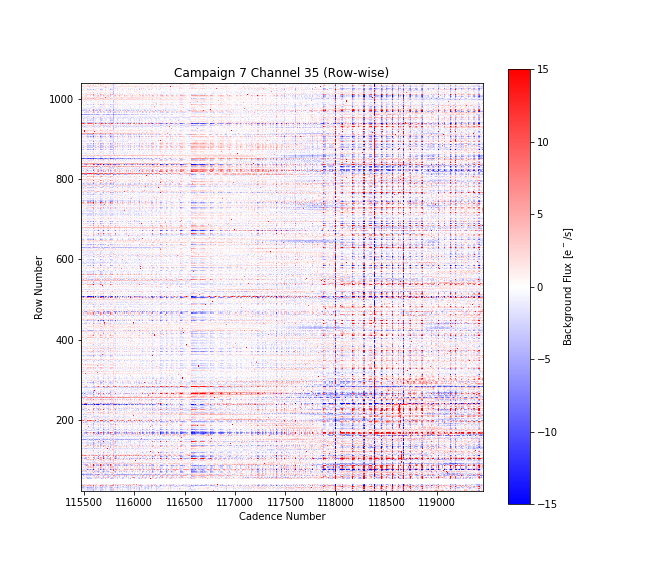 Campaign 7 Channel 35 (Row-wise)
1000
800
600
400
200
Row Number
115500 116000 116500 117000 117500 118000 118500 119000
Cadence Number
15
10
5
0
−5
−10
−15
Background Flux [e⁻/s]